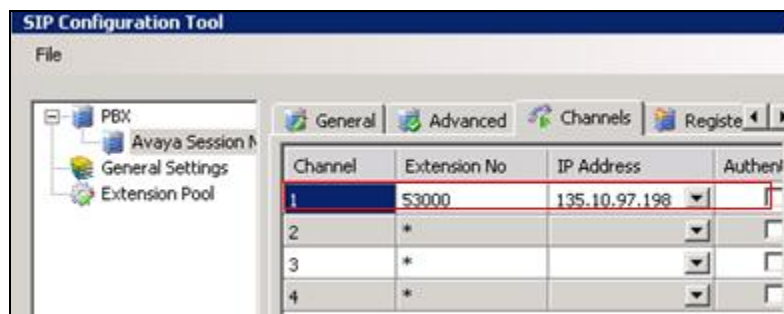 SIP Configuration Tool
File
PBX
Avaya Session
General Settings
Extension Pool
General Advanced Channels Registe
Channel Extension No IP Address Authen
1 53000 135.10.97.198
2 *
3 *
4 *